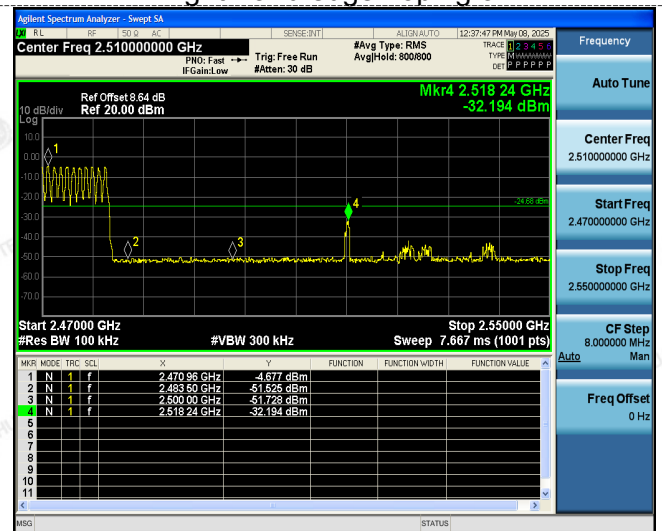 Agilent Spectrum Analyzer - Swept SA
LXI RL RF 50 Ω AC SENSE:INT ALIGNAUTO 12:37:47 PM May 08, 2025
Center Freq 2.510000000 GHz
PNO: Fast
IFGain:Low
Trig: Free Run
#Atten: 30 dB
#Avg Type: RMS
Avg|Hold: 800/800
TRACE 1 2 3 4 5 6
TYPE M WWWWW
DET P P P P P P
Mkr4 2.518 24 GHz
-32.194 dBm
Ref Offset 8.64 dB
10 dB/div Ref 20.00 dBm
Log
10.0
0.00
-10.0
-20.0
-30.0
-40.0
-50.0
-60.0
-70.0
1
2
3
4
-24.68 dBm
Start 2.47000 GHz Stop 2.55000 GHz
#Res BW 100 kHz #VBW 300 kHz Sweep 7.667 ms (1001 pts)
MKR MODE TRC SCL X Y FUNCTION FUNCTION WIDTH FUNCTION VALUE
1 N 1 f 2.470 96 GHz -4.677 dBm
2 N 1 f 2.483 50 GHz -51.525 dBm
3 N 1 f 2.500 00 GHz -51.728 dBm
4 N 1 f 2.518 24 GHz -32.194 dBm
5
6
7
8
9
10
11
MSG STATUS
Frequency
Auto Tune
Center Freq
2.510000000 GHz
Start Freq
2.470000000 GHz
Stop Freq
2.550000000 GHz
CF Step
8.000000 MHz
Auto Man
Freq Offset
0 Hz